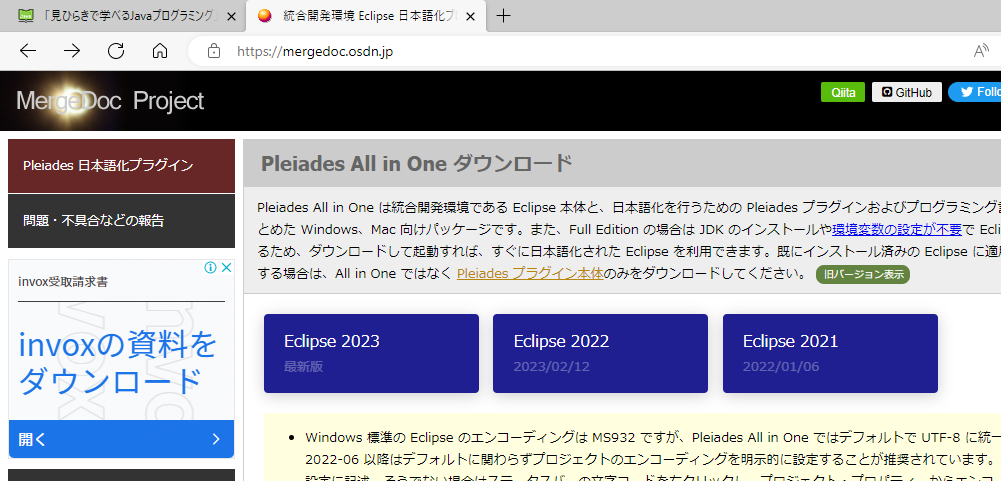 「見ひらきで学べるJavaプログラミング
統合開発環境 Eclipse 日本語化プ
https://mergedoc.osdn.jp
MergeDoc Project
Qiita
GitHub
Follo
Pleiades 日本語化プラグイン
問題・不具合などの報告
invox受取請求書
invoxの資料を
ダウンロード
開く
Pleiades All in One ダウンロード
Pleiades All in One は統合開発環境である Eclipse 本体と、日本語化を行うための Pleiades プラグインおよびプログラミング言
とめた Windows、Mac 向けパッケージです。また、Full Edition の場合は JDK のインストールや環境変数の設定が不要で Ecl
るため、ダウンロードして起動すれば、すぐに日本語化された Eclipse を利用できます。既にインストール済みの Eclipse に適用
する場合は、All in One ではなく Pleiades プラグイン本体のみをダウンロードしてください。 旧バージョン表示
Eclipse 2023
最新版
Eclipse 2022
2023/02/12
Eclipse 2021
2022/01/06
• Windows 標準の Eclipse のエンコーディングは MS932 ですが、Pleiades All in One ではデフォルトで UTF-8 に統一
2022-06 以降はデフォルトに関わらずプロジェクトのエンコーディングを明示的に設定することが推奨されています。